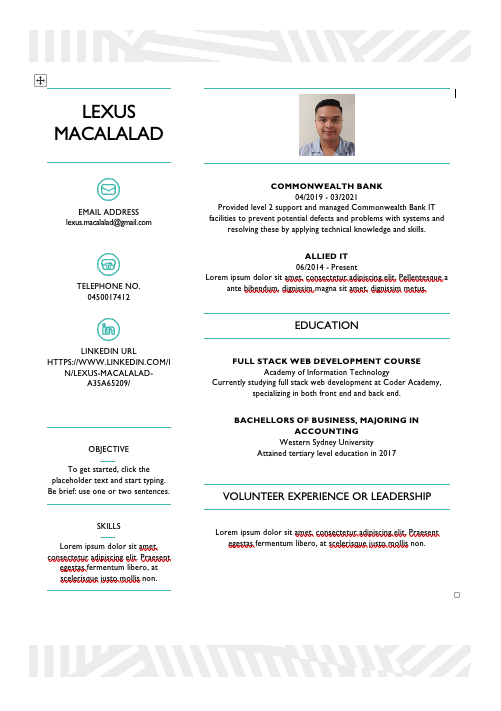 LEXUS
MACALALAD
EMAIL ADDRESS
lexus.macalalad@gmail.com
TELEPHONE NO.
0450017412
LINKEDIN URL
HTTPS://WWW.LINKEDIN.COM/I
N/LEXUS-MACALALAD-
A35A65209/
OBJECTIVE
To get started, click the
placeholder text and start typing.
Be brief: use one or two sentences.
SKILLS
Lorem ipsum dolor sit amet,
consectetur adipiscing elit. Praesent
egestas fermentum libero, at
scelerisque justo mollis non.
COMMONWEALTH BANK
04/2019 - 03/2021
Provided level 2 support and managed Commonwealth Bank IT
facilities to prevent potential defects and problems with systems and
resolving these by applying technical knowledge and skills.
ALLIED IT
06/2014 - Present
Lorem ipsum dolor sit amet, consectetur adipiscing elit. Pellentesque a
ante bibendum, dignissim magna sit amet, dignissim metus.
EDUCATION
FULL STACK WEB DEVELOPMENT COURSE
Academy of Information Technology
Currently studying full stack web development at Coder Academy,
specializing in both front end and back end.
BACHELLORS OF BUSINESS, MAJORING IN
ACCOUNTING
Western Sydney University
Attained tertiary level education in 2017
VOLUNTEER EXPERIENCE OR LEADERSHIP
Lorem ipsum dolor sit amet, consectetur adipiscing elit. Praesent
egestas fermentum libero, at scelerisque justo mollis non.